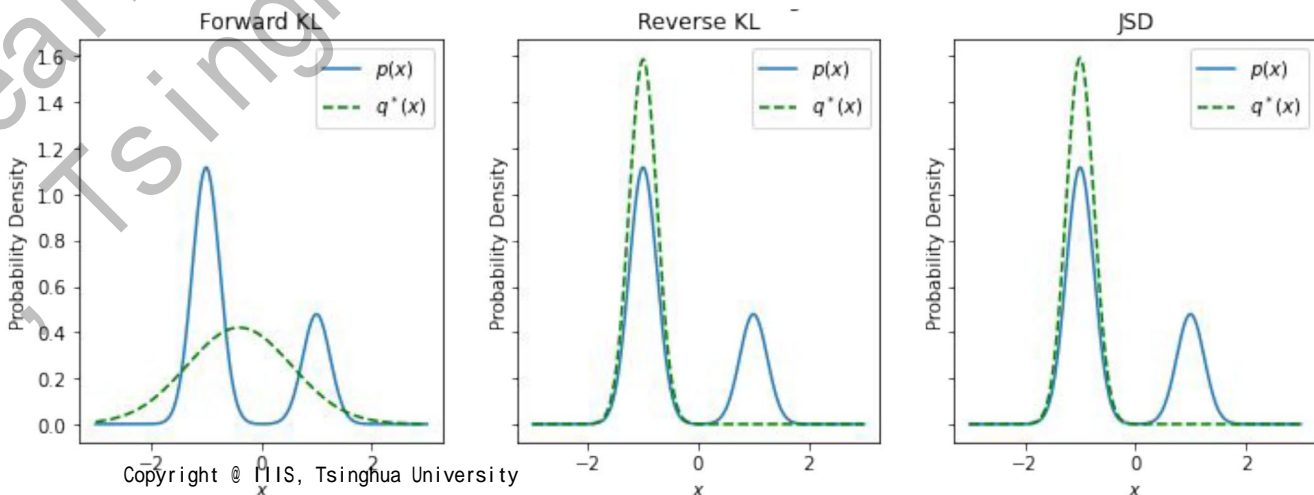 Forward KL
Reverse KL
JSD
1.6
1.4
1.2
1.0
0.8
0.6
0.4
0.2
0.0
Probability Density
p(x)
q*(x)
−2
0
2
x
Probability Density
p(x)
q*(x)
−2
0
2
x
Probability Density
p(x)
q*(x)
−2
0
2
x
, Tsing
Copyright @ IIIS, Tsinghua University